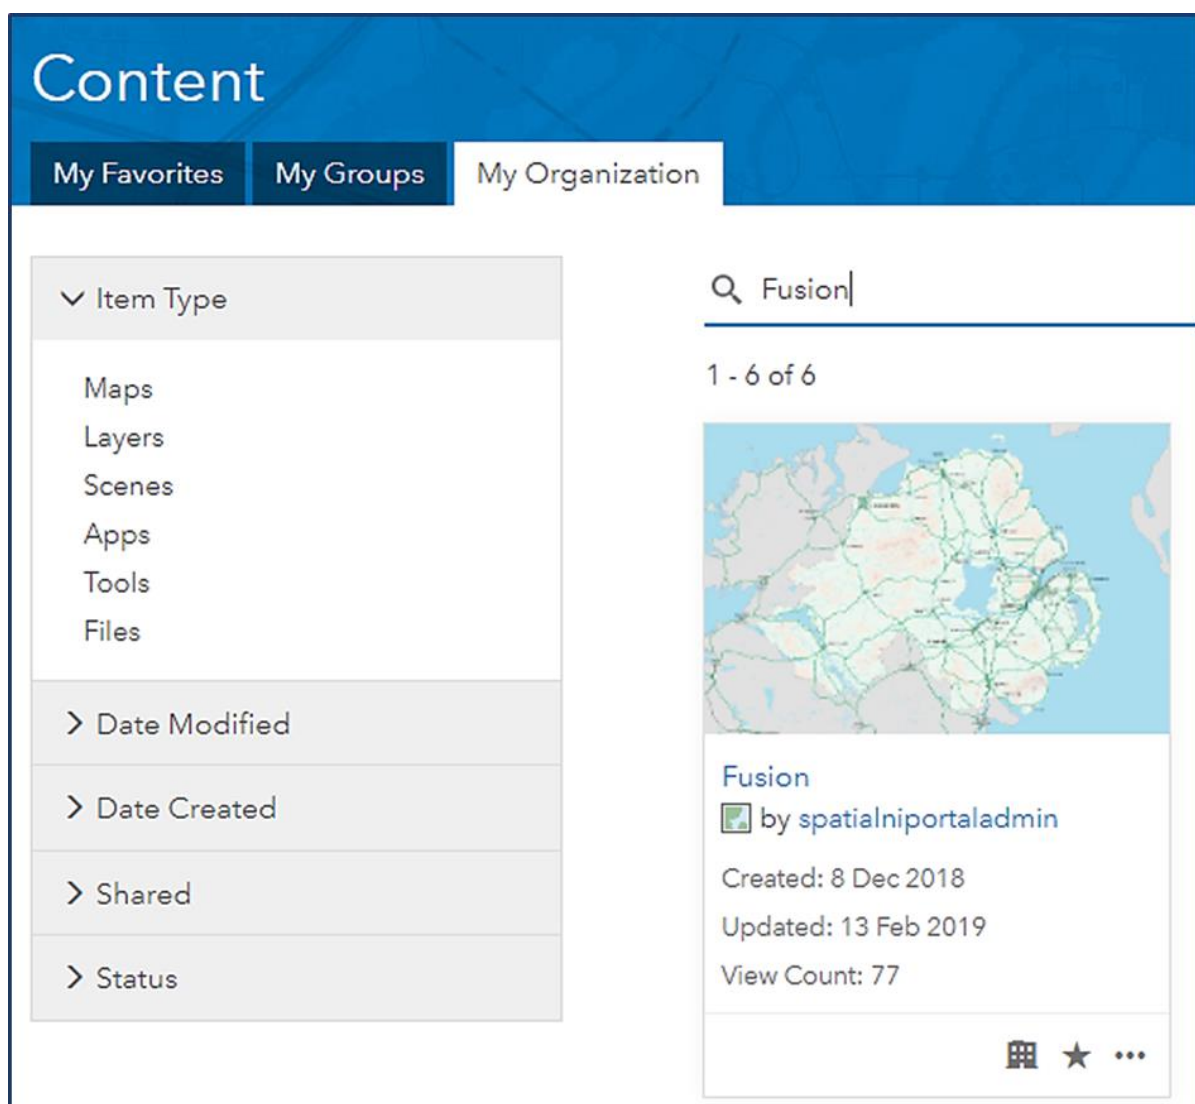 Content
My Favorites
My Groups
My Organization
Item Type
Maps
Layers
Scenes
Apps
Tools
Files
Date Modified
Date Created
Shared
Status
Fusion
1 - 6 of 6
Fusion
by spatialniportaladmin
Created: 8 Dec 2018
Updated: 13 Feb 2019
View Count: 77